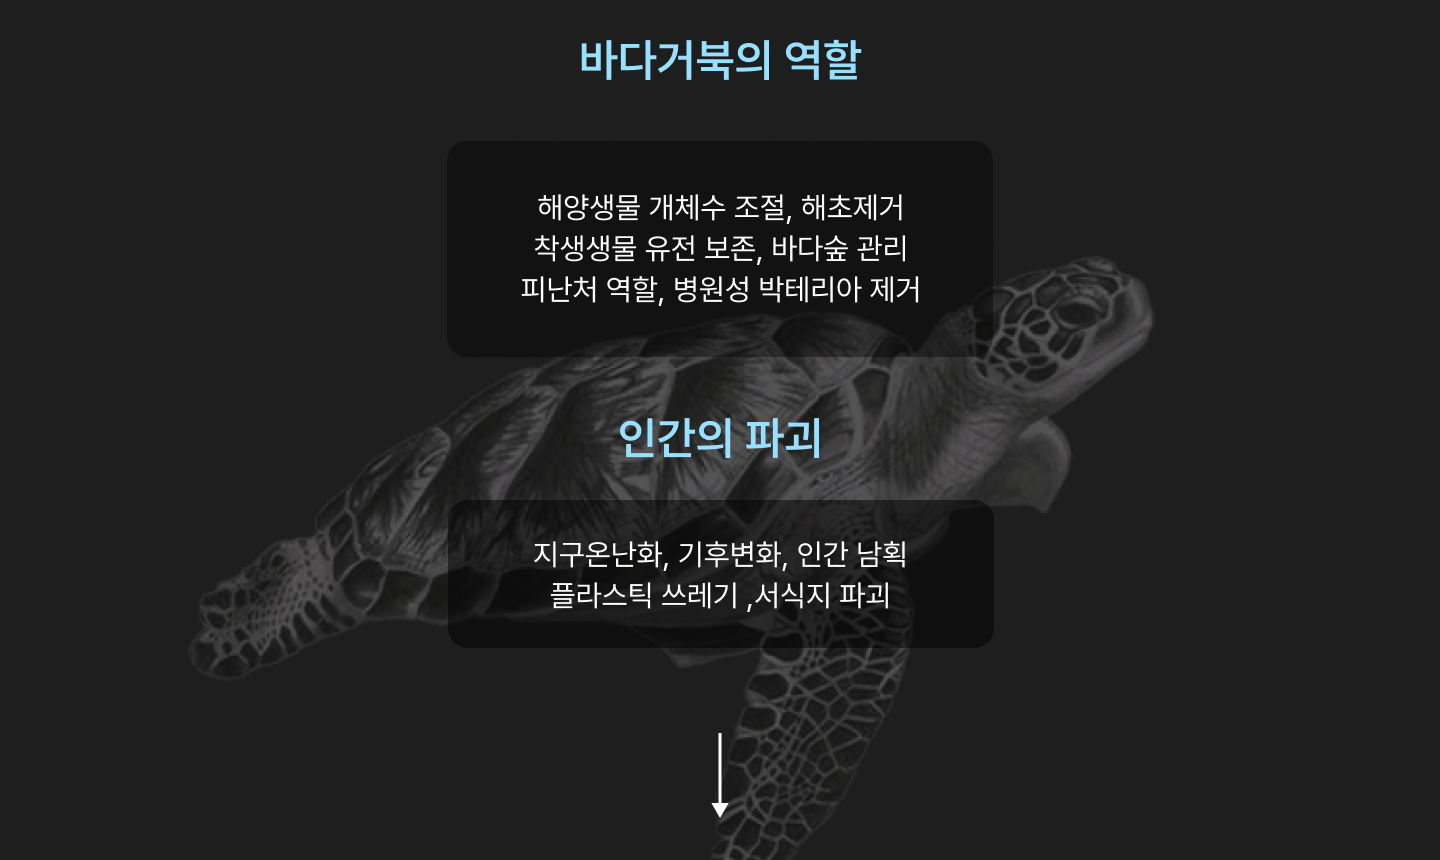 바다거북의 역할
해양생물 개체수 조절, 해초제거
착생생물 유전 보존, 바다숲 관리
피난처 역할, 병원성 박테리아 제거
인간의 파괴
지구온난화, 기후변화, 인간 남획
플라스틱 쓰레기 ,서식지 파괴